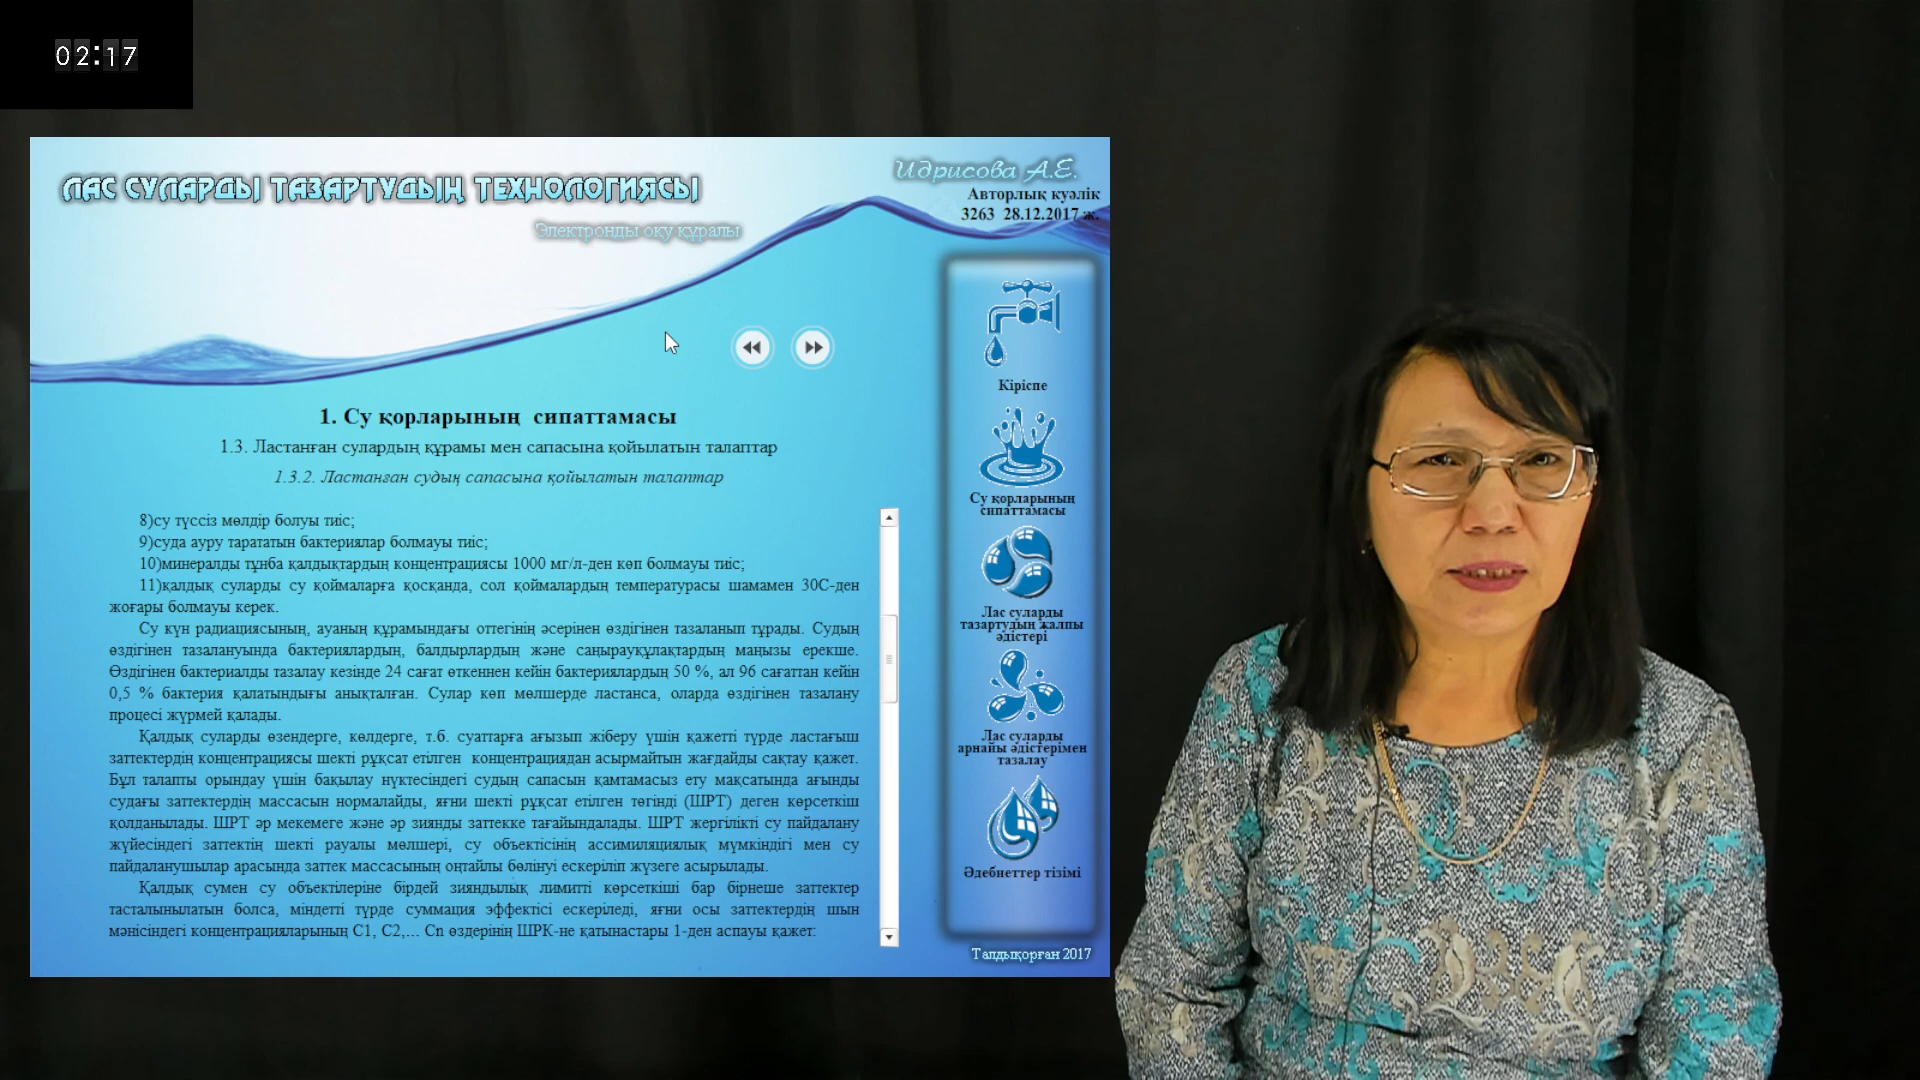 02:17
ЛАС СУЛАРДЫ ТАЗАРТУДЫҢ ТЕХНОЛОГИЯСЫ
Электронды оқу құралы
Идрисова А.Е.
Авторлық куәлік
3263 28.12.2017 ж.
1. Су қорларының сипаттамасы
1.3. Ластанған сулардың құрамы мен сапасына қойылатын талаптар
1.3.2. Ластанған судың сапасына қойылатын талаптар
8)су түссіз мөлдір болуы тиіс;
9)суда ауру тарататын бактериялар болмауы тиіс;
10)минералды тұнба қалдықтардың концентрациясы 1000 мг/л-ден көп болмауы тиіс;
11)қалдық суларды су қоймаларға қосқанда, сол қоймалардың температурасы шамамен 30С-ден
жоғары болмауы керек.
Су күн радиациясының, ауаның құрамындағы оттегінің әсерінен өздігінен тазаланып тұрады. Судың
өздігінен тазалануында бактериялардың, балдырлардың және саңырауқұлақтардың маңызы ерекше.
Өздігінен бактериалды тазалау кезінде 24 сағат өткеннен кейін бактериялардың 50 %, ал 96 сағаттан кейін
0,5 % бактерия қалатындығы анықталған. Сулар көп мөлшерде ластанса, оларда өздігінен тазалану
процесі жүрмей қалады.
Қалдық суларды өзендерге, көлдерге, т.б. суаттарға ағызып жіберу үшін қажетті түрде ластағыш
заттектердің концентрациясы шекті рұқсат етілген концентрациядан асырмайтын жағдайды сақтау қажет.
Бұл талапты орындау үшін бақылау нүктесіндегі судың сапасын қамтамасыз ету мақсатында ағынды
судағы заттектердің массасын нормалайды, яғни шекті рұқсат етілген төгінді (ШРТ) деген көрсеткіш
қолданылады. ШРТ әр мекемеге және әр зиянды заттекке тағайындалады. ШРТ жергілікті су пайдалану
жүйесіндегі заттектің шекті рауалы мөлшері, су объектісінің ассимиляциялық мүмкіндігі мен су
пайдаланушылар арасында заттек массасының оңтайлы бөлінуі ескеріліп жүзеге асырылады.
Қалдық сумен су объектілеріне бірдей зияндылық лимитті көрсеткіші бар бірнеше заттектер
тасталынылатын болса, міндетті түрде суммация эффектісі ескеріледі, яғни осы заттектердің шын
мәнісіндегі концентрацияларының С1, С2,... Сn өздерінің ШРК-не қатынастары 1-ден аспауы қажет:
Кіріспе
Су қорларының
сипаттамасы
Лас суларды
тазартудың жалпы
әдістері
Лас суларды
арнайы әдістерімен
тазалау
Әдебиеттер тізімі
Талдықорған 2017